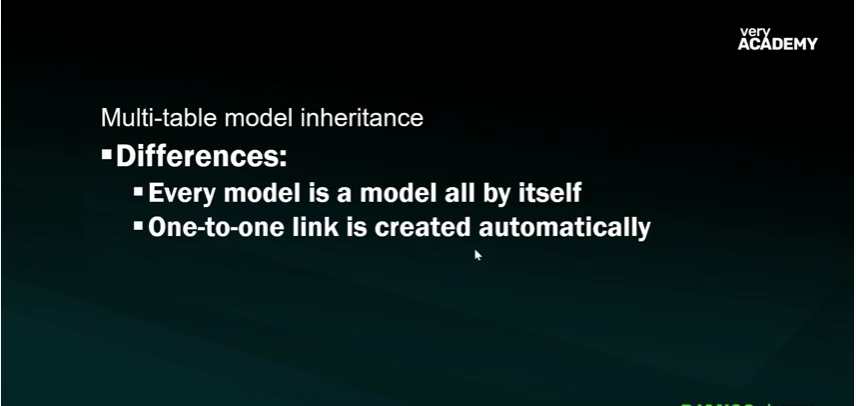 very
ACADEMY
Multi-table model inheritance
▪Differences:
▪Every model is a model all by itself
▪One-to-one link is created automatically